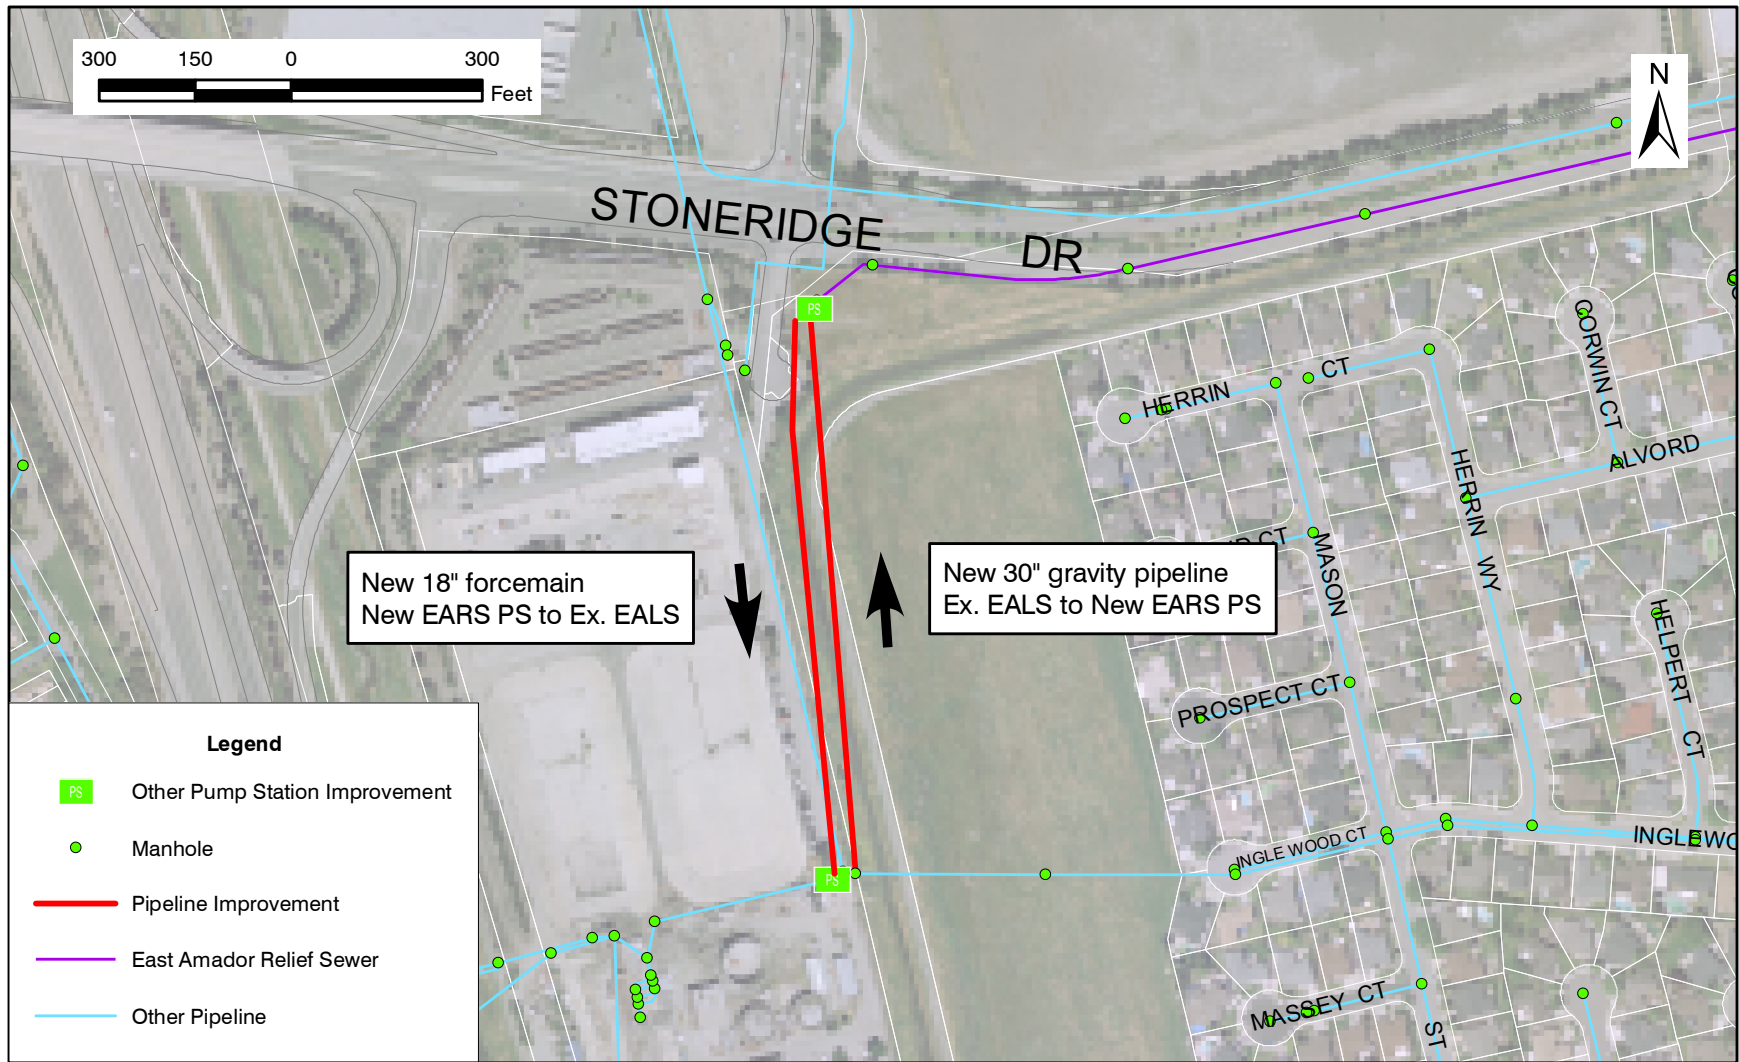 300 150 0 300
Feet
N
STONERIDGE DR
PS
HERRIN CT
CORWIN CT
ALVORD
HERRIN WY
MASON
CT
New 18" forcemain
New EARS PS to Ex. EALS
New 30" gravity pipeline
Ex. EALS to New EARS PS
HELPERT CT
PROSPECT CT
INGLE WOOD CT
INGLEWO
PS
MASSEY CT
ST
Legend
PS Other Pump Station Improvement
Manhole
Pipeline Improvement
East Amador Relief Sewer
Other Pipeline